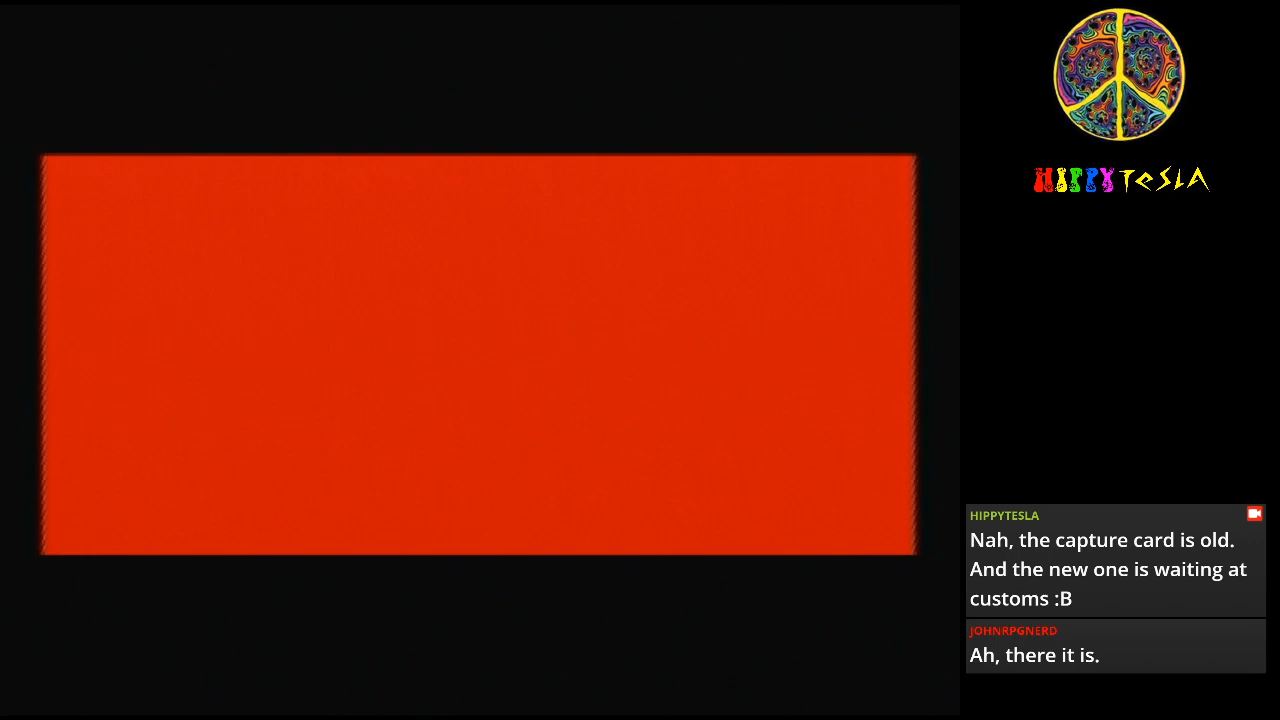 HIPPYTESLA
HIPPYTESLA
Nah, the capture card is old.
And the new one is waiting at
customs :B
JOHNRPGNERD
Ah, there it is.